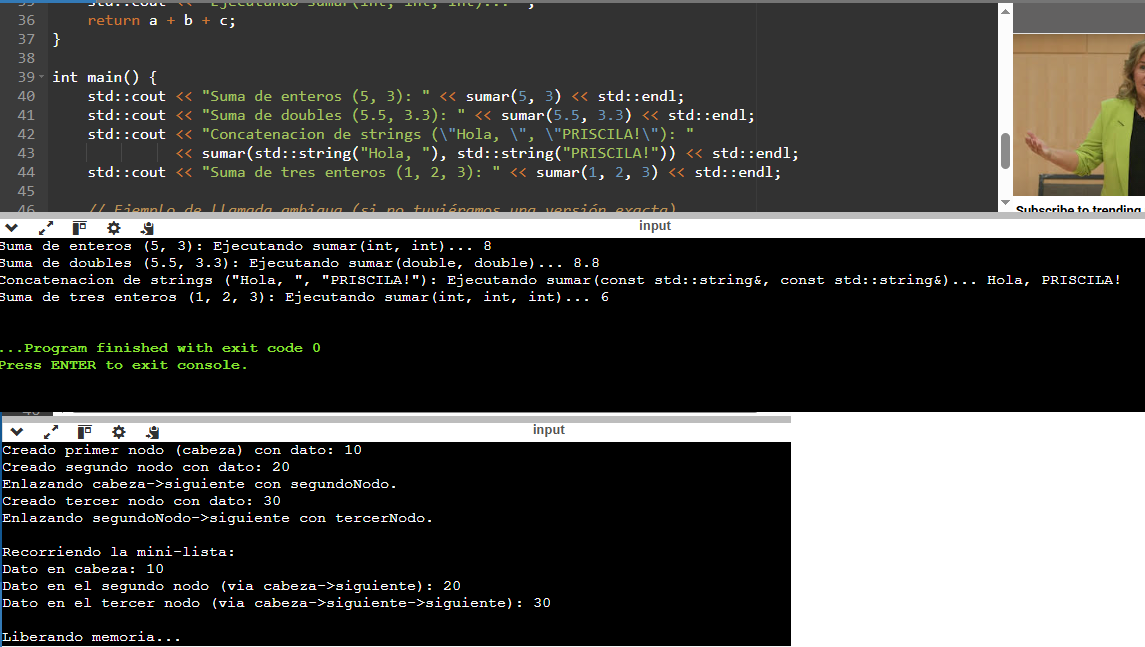 35 std::cout << "Ejecutando sumar(int, int, int)... ";
36 return a + b + c;
37 }
38
39 int main() {
40 std::cout << "Suma de enteros (5, 3): " << sumar(5, 3) << std::endl;
41 std::cout << "Suma de doubles (5.5, 3.3): " << sumar(5.5, 3.3) << std::endl;
42 std::cout << "Concatenacion de strings (\"Hola, \", \"PRISCILA!\"): "
43 << sumar(std::string("Hola, "), std::string("PRISCILA!")) << std::endl;
44 std::cout << "Suma de tres enteros (1, 2, 3): " << sumar(1, 2, 3) << std::endl;
45
46 // Ejemplo de llamada ambigua (si no tuviéramos una versión exacta)
Subscribe to trending
input
Suma de enteros (5, 3): Ejecutando sumar(int, int)... 8
Suma de doubles (5.5, 3.3): Ejecutando sumar(double, double)... 8.8
Concatenacion de strings ("Hola, ", "PRISCILA!"): Ejecutando sumar(const std::string&, const std::string&)... Hola, PRISCILA!
Suma de tres enteros (1, 2, 3): Ejecutando sumar(int, int, int)... 6
...Program finished with exit code 0
Press ENTER to exit console.
input
Creado primer nodo (cabeza) con dato: 10
Creado segundo nodo con dato: 20
Enlazando cabeza->siguiente con segundoNodo.
Creado tercer nodo con dato: 30
Enlazando segundoNodo->siguiente con tercerNodo.
Recorriendo la mini-lista:
Dato en cabeza: 10
Dato en el segundo nodo (via cabeza->siguiente): 20
Dato en el tercer nodo (via cabeza->siguiente->siguiente): 30
Liberando memoria...